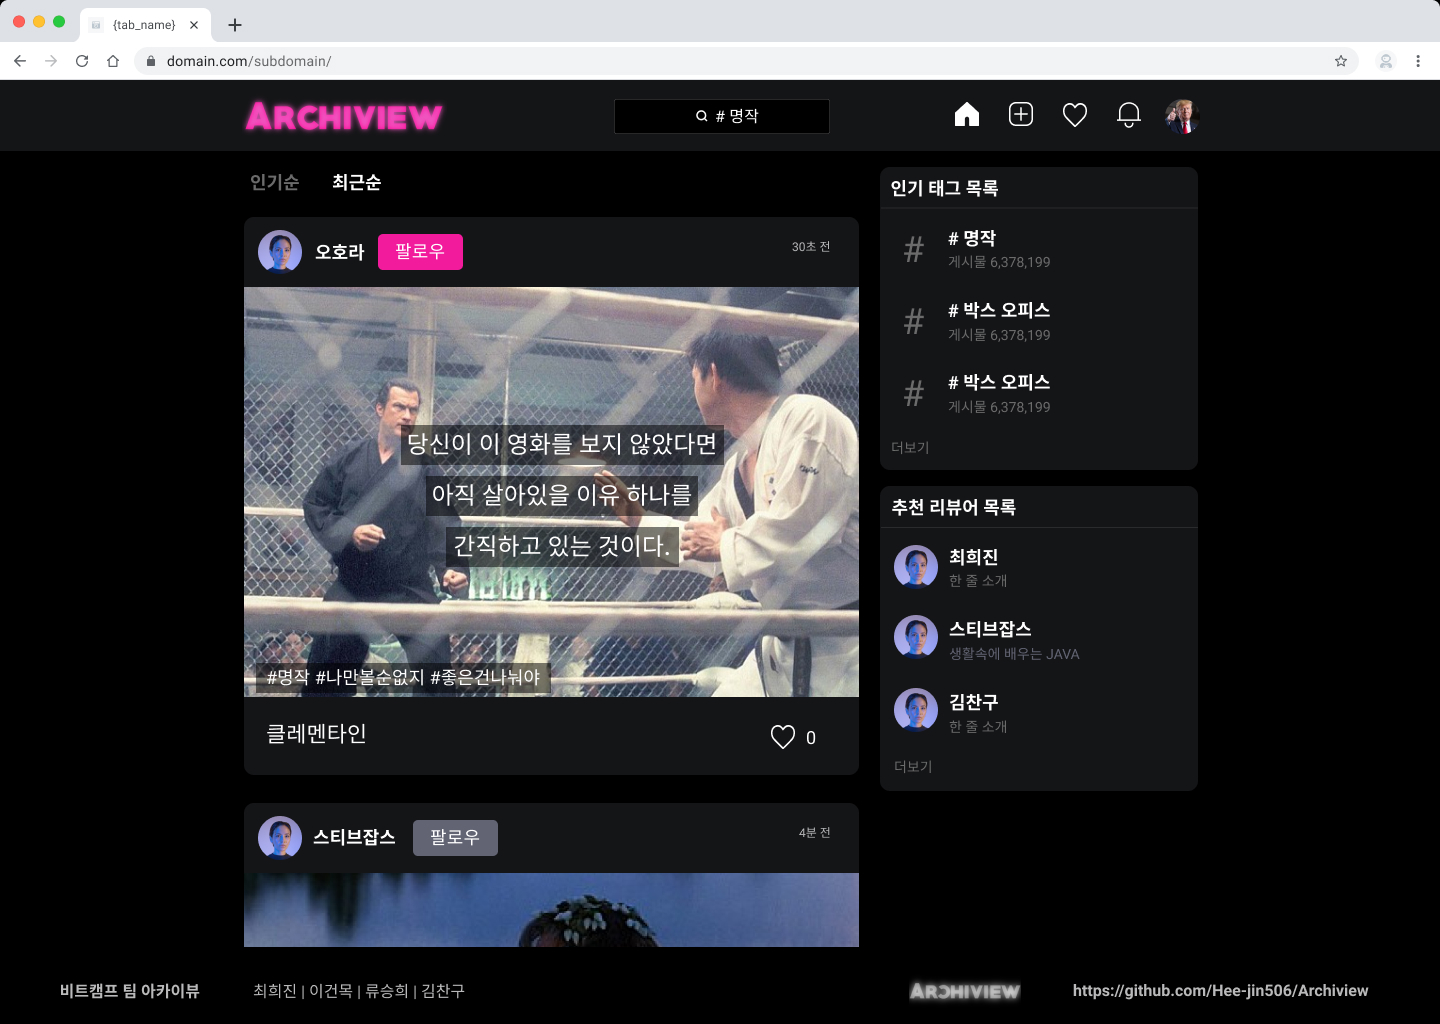 {tab_name}
domain.com/subdomain/
ARCHIVIEW
# 명작
인기순 최근순
오호라 팔로우 30초 전
당신이 이 영화를 보지 않았다면
아직 살아있을 이유 하나를
간직하고 있는 것이다.
#명작 #나만볼순없지 #좋은건나눠야
클레멘타인 0
스티브잡스 팔로우 4분 전
인기 태그 목록
# # 명작
게시물 6,378,199
# # 박스 오피스
게시물 6,378,199
# # 박스 오피스
게시물 6,378,199
더보기
추천 리뷰어 목록
최희진
한 줄 소개
스티브잡스
생활속에 배우는 JAVA
김찬구
한 줄 소개
더보기
비트캠프 팀 아카이뷰 최희진 | 이건목 | 류승희 | 김찬구 ARCHIVIEW https://github.com/Hee-jin506/Archiview